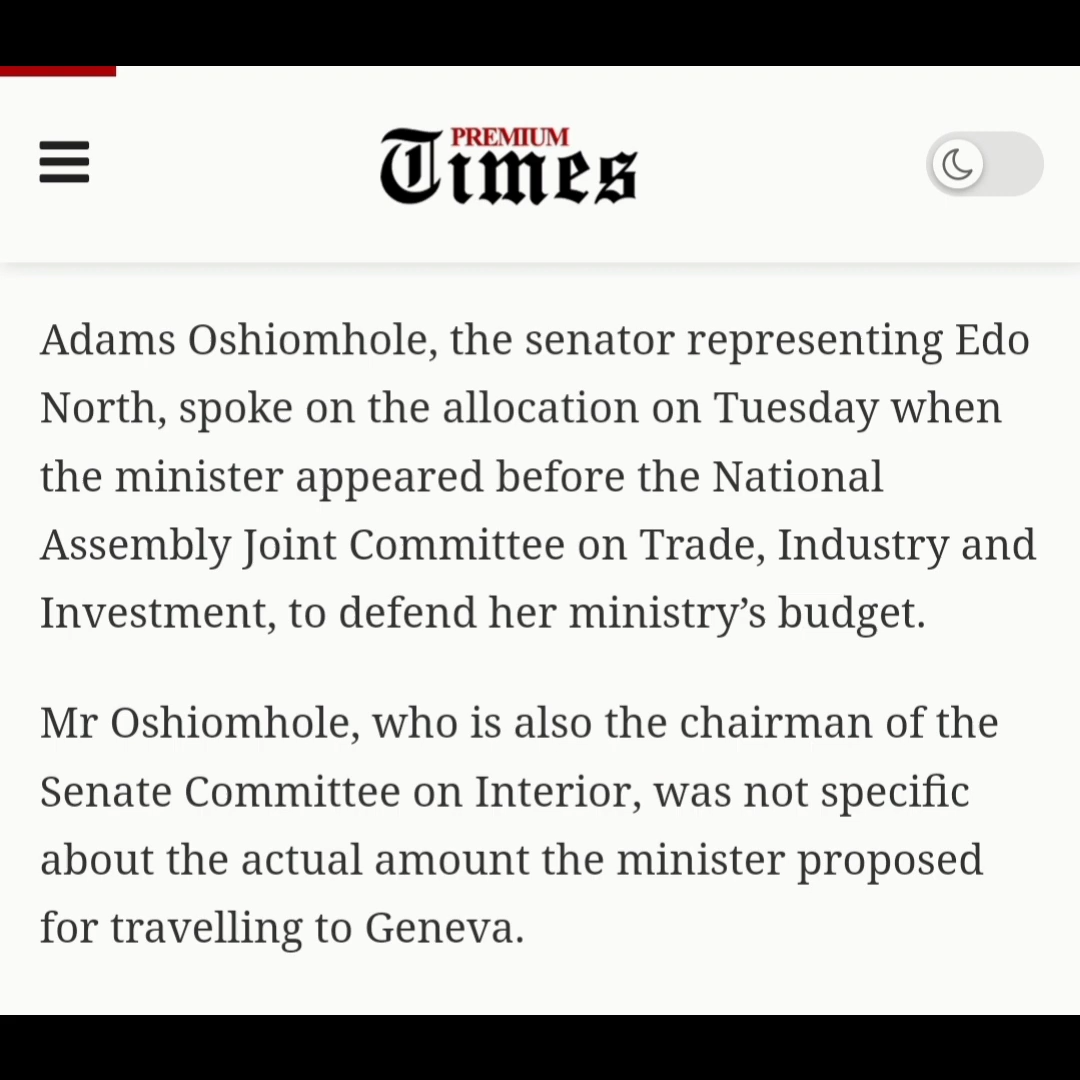 PREMIUM
Times
Adams Oshiomhole, the senator representing Edo
North, spoke on the allocation on Tuesday when
the minister appeared before the National
Assembly Joint Committee on Trade, Industry and
Investment, to defend her ministry’s budget.
Mr Oshiomhole, who is also the chairman of the
Senate Committee on Interior, was not specific
about the actual amount the minister proposed
for travelling to Geneva.